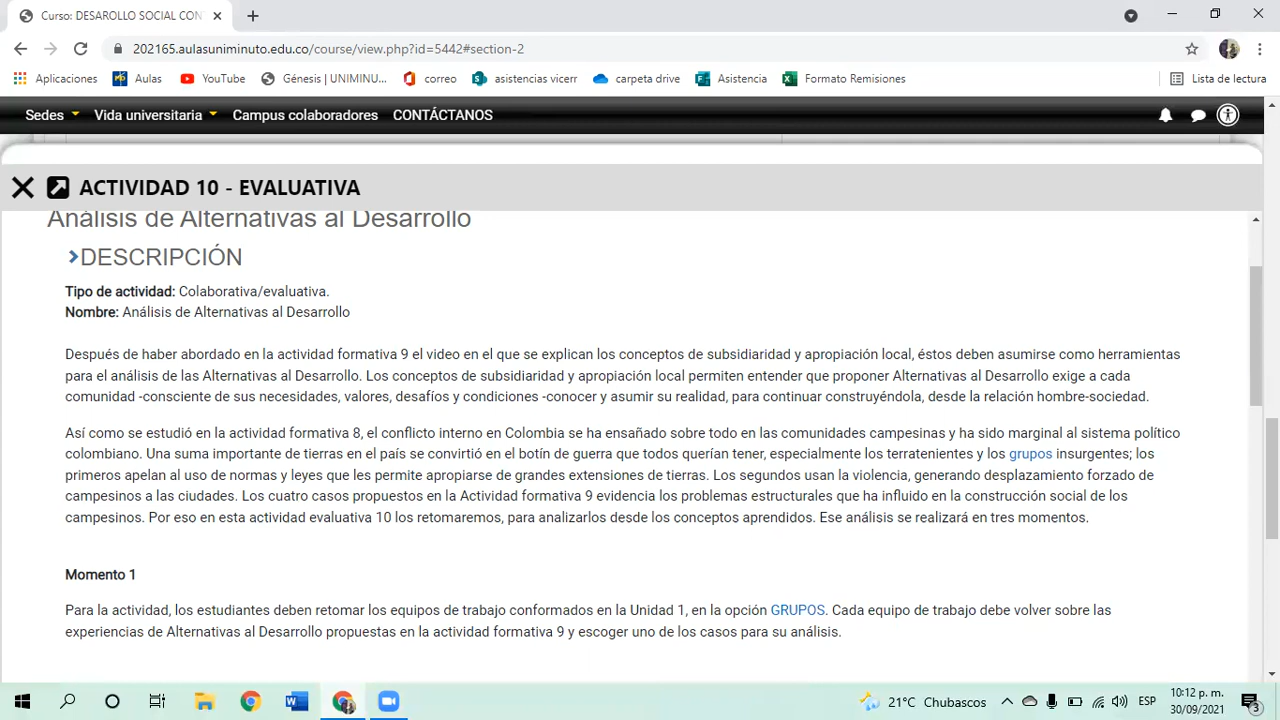 Curso: DESAROLLO SOCIAL CON
202165.aulasuniminuto.edu.co/course/view.php?id=5442#section-2
Aplicaciones Aulas YouTube Génesis | UNIMINU... correo asistencias vicerr carpeta drive Asistencia Formato Remisiones Lista de lectura
Sedes Vida universitaria Campus colaboradores CONTÁCTANOS
ACTIVIDAD 10 - EVALUATIVA
Análisis de Alternativas al Desarrollo
DESCRIPCIÓN
Tipo de actividad: Colaborativa/evaluativa.
Nombre: Análisis de Alternativas al Desarrollo
Después de haber abordado en la actividad formativa 9 el video en el que se explican los conceptos de subsidiaridad y apropiación local, éstos deben asumirse como herramientas
para el análisis de las Alternativas al Desarrollo. Los conceptos de subsidiaridad y apropiación local permiten entender que proponer Alternativas al Desarrollo exige a cada
comunidad -consciente de sus necesidades, valores, desafíos y condiciones -conocer y asumir su realidad, para continuar construyéndola, desde la relación hombre-sociedad.
Así como se estudió en la actividad formativa 8, el conflicto interno en Colombia se ha ensañado sobre todo en las comunidades campesinas y ha sido marginal al sistema político
colombiano. Una suma importante de tierras en el país se convirtió en el botín de guerra que todos querían tener, especialmente los terratenientes y los grupos insurgentes; los
primeros apelan al uso de normas y leyes que les permite apropiarse de grandes extensiones de tierras. Los segundos usan la violencia, generando desplazamiento forzado de
campesinos a las ciudades. Los cuatro casos propuestos en la Actividad formativa 9 evidencia los problemas estructurales que ha influido en la construcción social de los
campesinos. Por eso en esta actividad evaluativa 10 los retomaremos, para analizarlos desde los conceptos aprendidos. Ese análisis se realizará en tres momentos.
Momento 1
Para la actividad, los estudiantes deben retomar los equipos de trabajo conformados en la Unidad 1, en la opción GRUPOS. Cada equipo de trabajo debe volver sobre las
experiencias de Alternativas al Desarrollo propuestas en la actividad formativa 9 y escoger uno de los casos para su análisis.
21°C Chubascos ESP 10:12 p. m.
30/09/2021 3